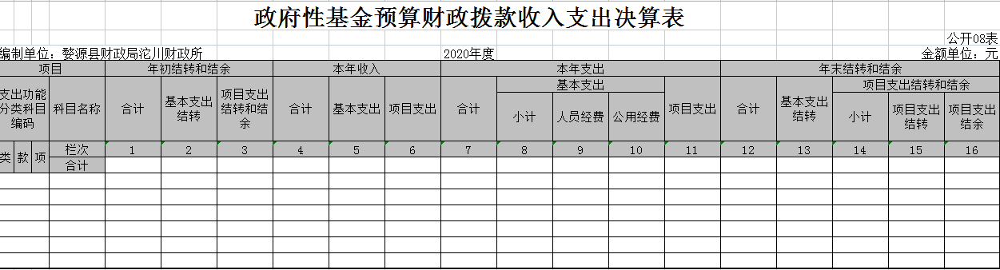 政府性基金预算财政拨款收入支出决算表
公开08表
编制单位：婺源县财政局沱川财政所 2020年度 金额单位：元
项目 年初结转和结余 本年收入 本年支出 年末结转和结余
支出功能分类科目编码 科目名称 合计 基本支出结转 项目支出结转和结余 合计 基本支出 项目支出 合计 基本支出 项目支出 合计 基本支出结转 项目支出结转和结余
小计 人员经费 公用经费 小计 项目支出结转 项目支出结余
类 款 项 栏次 1 2 3 4 5 6 7 8 9 10 11 12 13 14 15 16
合计